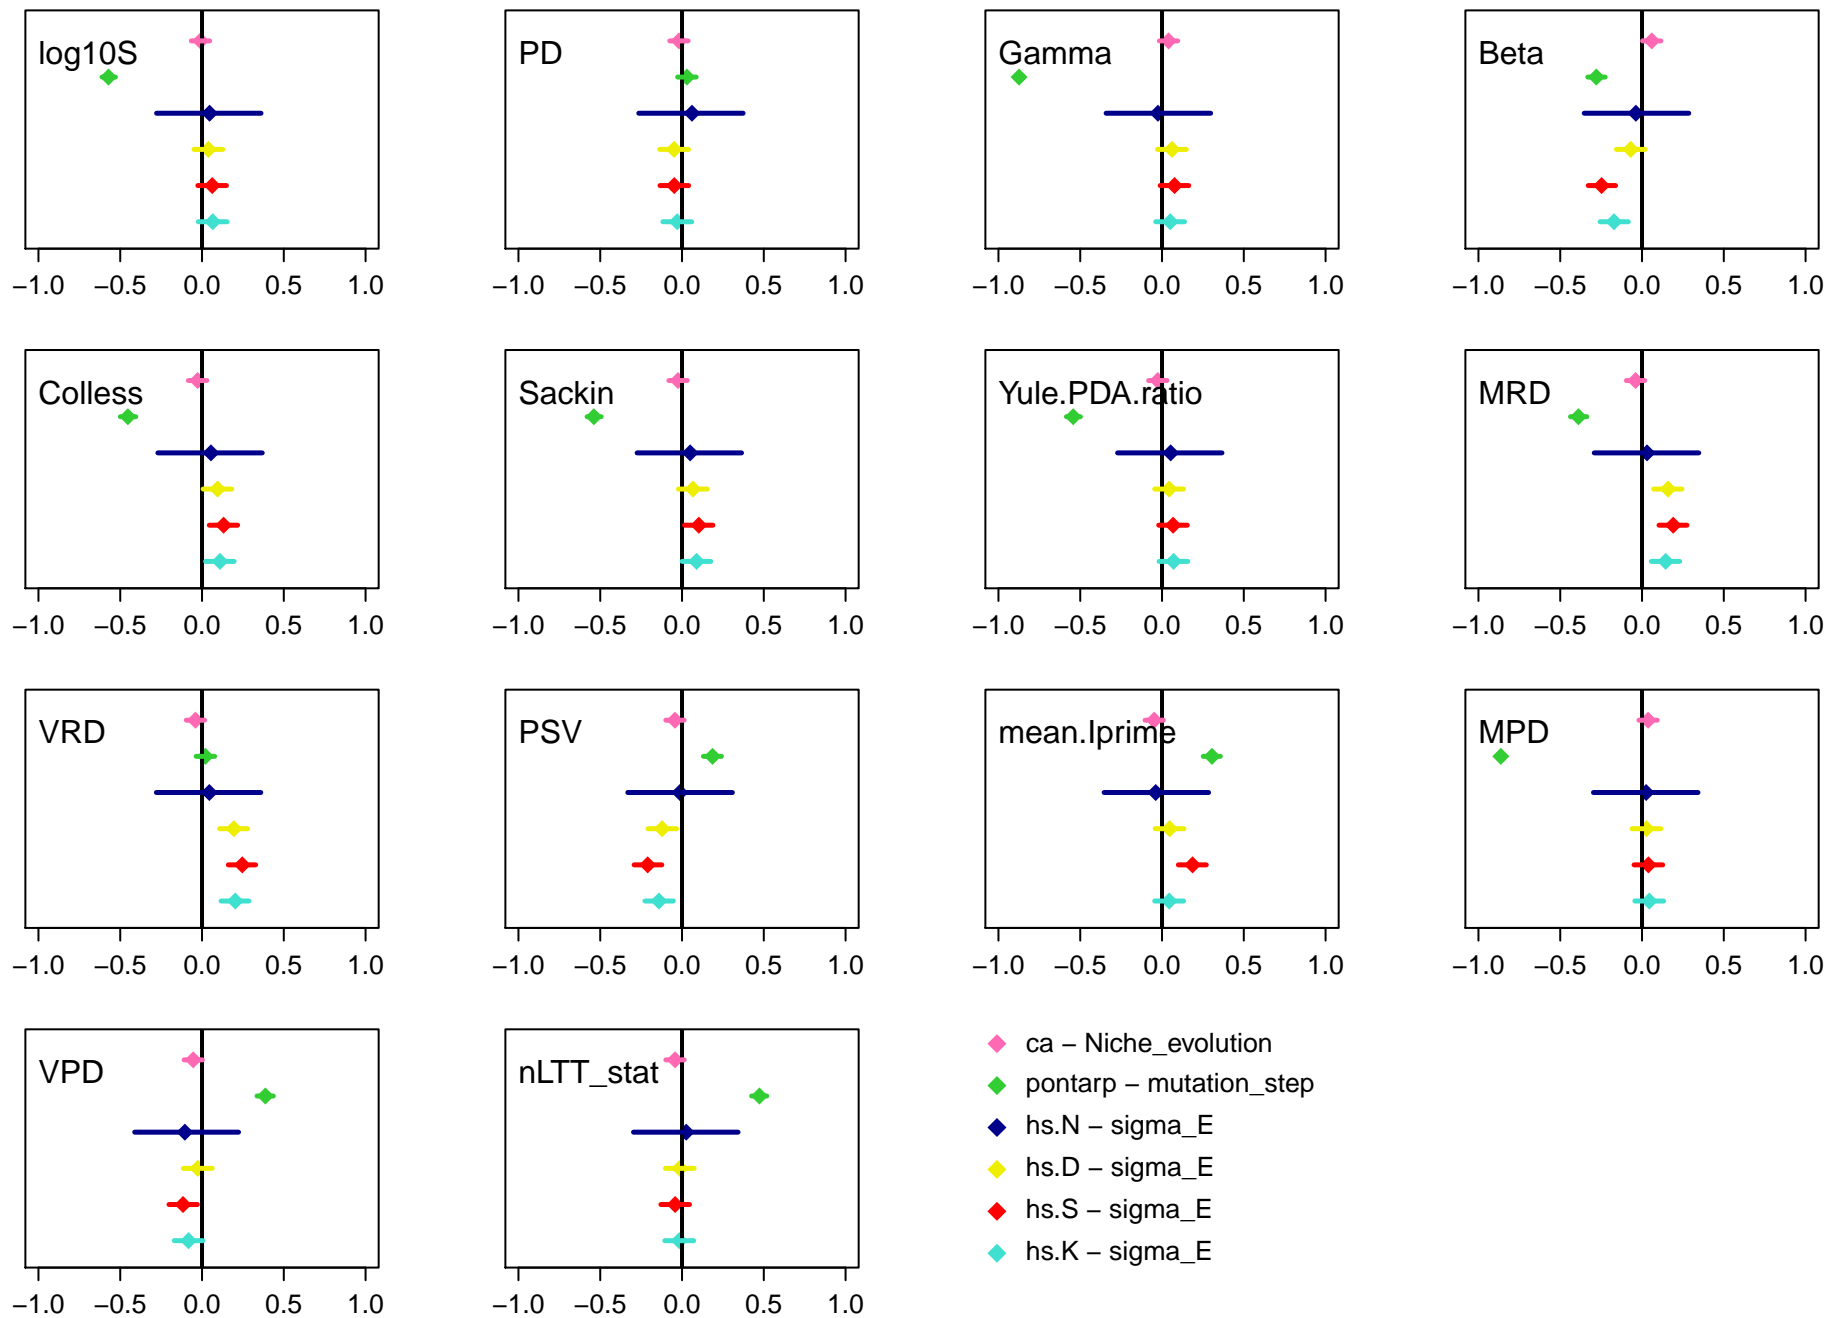 log10S
PD
Gamma
Beta
−1.0 −0.5 0.0 0.5 1.0
−1.0 −0.5 0.0 0.5 1.0
−1.0 −0.5 0.0 0.5 1.0
−1.0 −0.5 0.0 0.5 1.0
Colless
Sackin
Yule.PDA.ratio
MRD
−1.0 −0.5 0.0 0.5 1.0
−1.0 −0.5 0.0 0.5 1.0
−1.0 −0.5 0.0 0.5 1.0
−1.0 −0.5 0.0 0.5 1.0
VRD
PSV
mean.Iprime
MPD
−1.0 −0.5 0.0 0.5 1.0
−1.0 −0.5 0.0 0.5 1.0
−1.0 −0.5 0.0 0.5 1.0
−1.0 −0.5 0.0 0.5 1.0
VPD
nLTT_stat
−1.0 −0.5 0.0 0.5 1.0
−1.0 −0.5 0.0 0.5 1.0
ca − Niche_evolution
pontarp − mutation_step
hs.N − sigma_E
hs.D − sigma_E
hs.S − sigma_E
hs.K − sigma_E